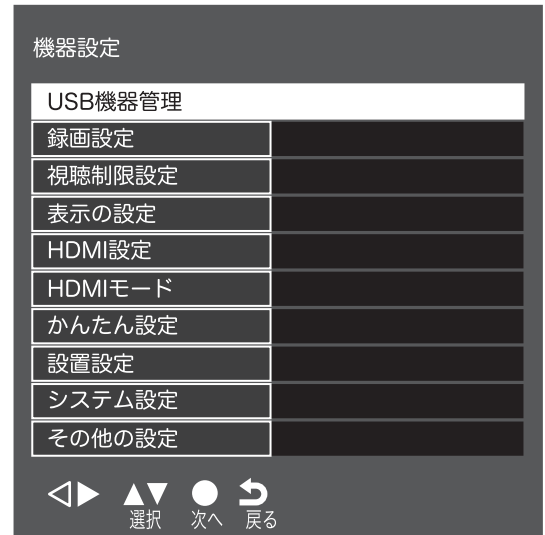 機器設定
USB機器管理
録画設定
視聴制限設定
表示の設定
HDMI設定
HDMIモード
かんたん設定
設置設定
システム設定
その他の設定
選択 次へ 戻る